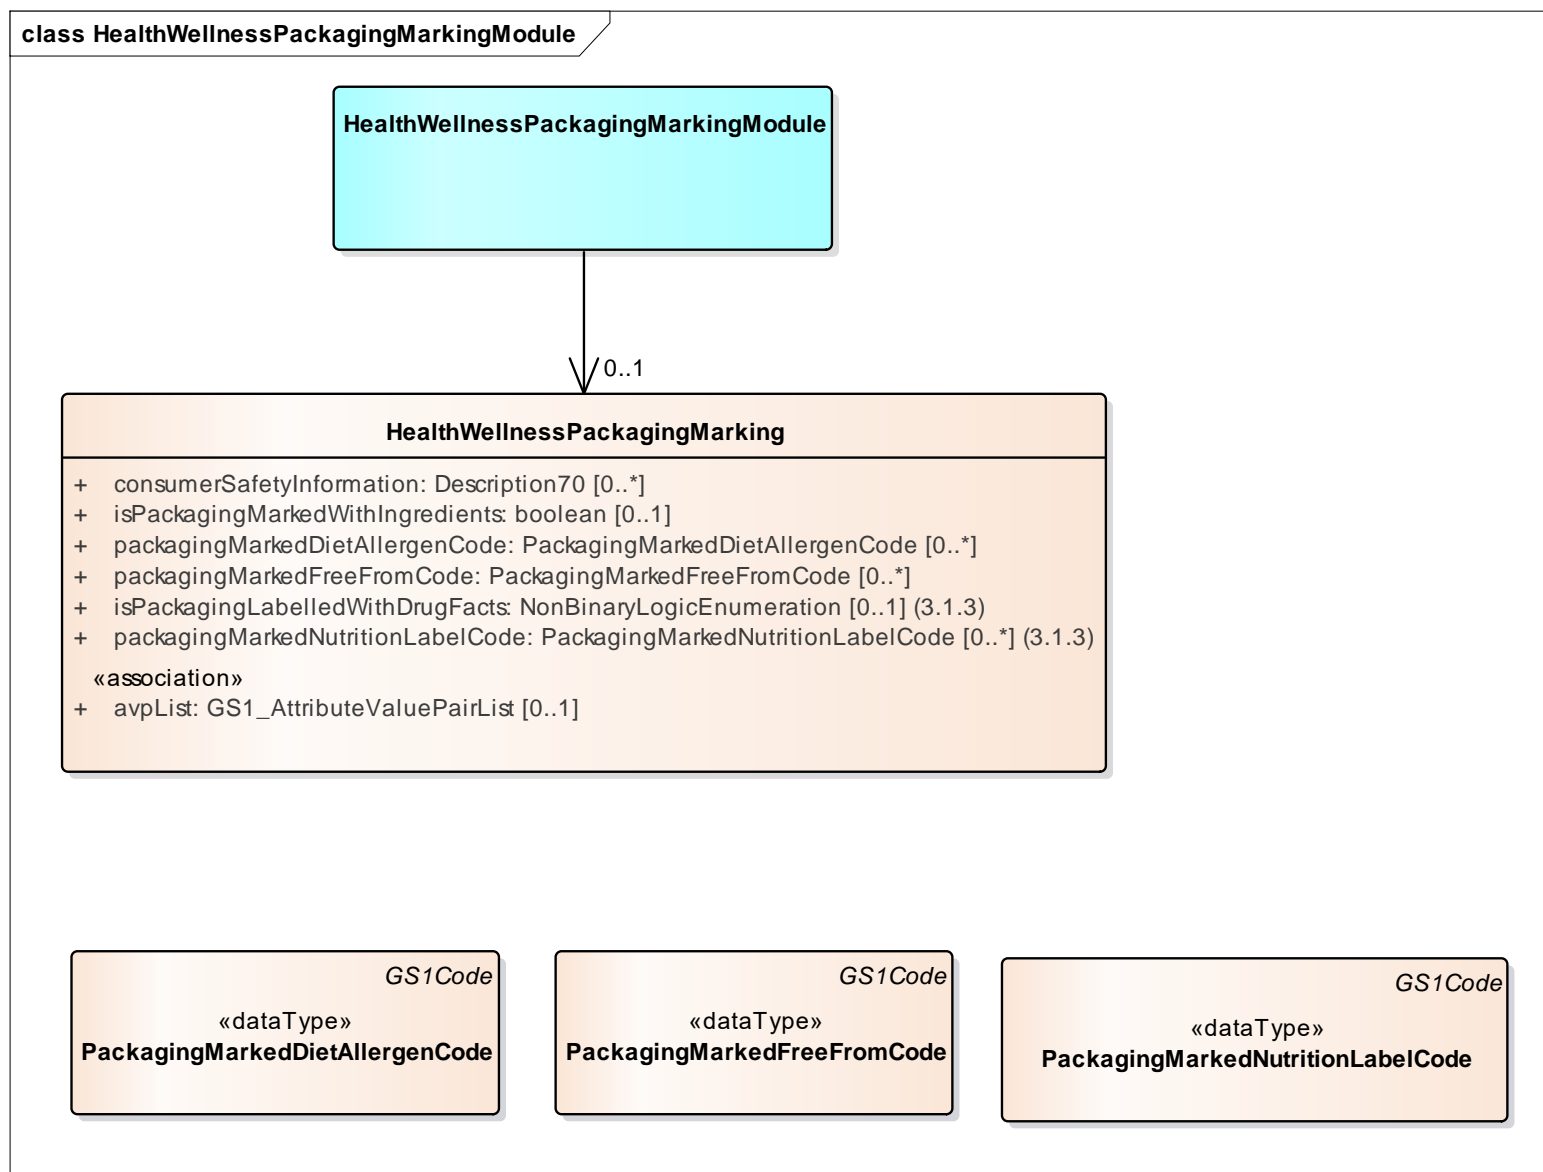 class HealthWellnessPackagingMarkingModule
HealthWellnessPackagingMarkingModule
0..1
HealthWellnessPackagingMarking
+ consumerSafetyInformation: Description70 [0..*]
+ isPackagingMarkedWithIngredients: boolean [0..1]
+ packagingMarkedDietAllergenCode: PackagingMarkedDietAllergenCode [0..*]
+ packagingMarkedFreeFromCode: PackagingMarkedFreeFromCode [0..*]
+ isPackagingLabelledWithDrugFacts: NonBinaryLogicEnumeration [0..1] (3.1.3)
+ packagingMarkedNutritionLabelCode: PackagingMarkedNutritionLabelCode [0..*] (3.1.3)
«association»
+ avpList: GS1_AttributeValuePairList [0..1]
GS1Code
«dataType»
PackagingMarkedDietAllergenCode
GS1Code
«dataType»
PackagingMarkedFreeFromCode
GS1Code
«dataType»
PackagingMarkedNutritionLabelCode